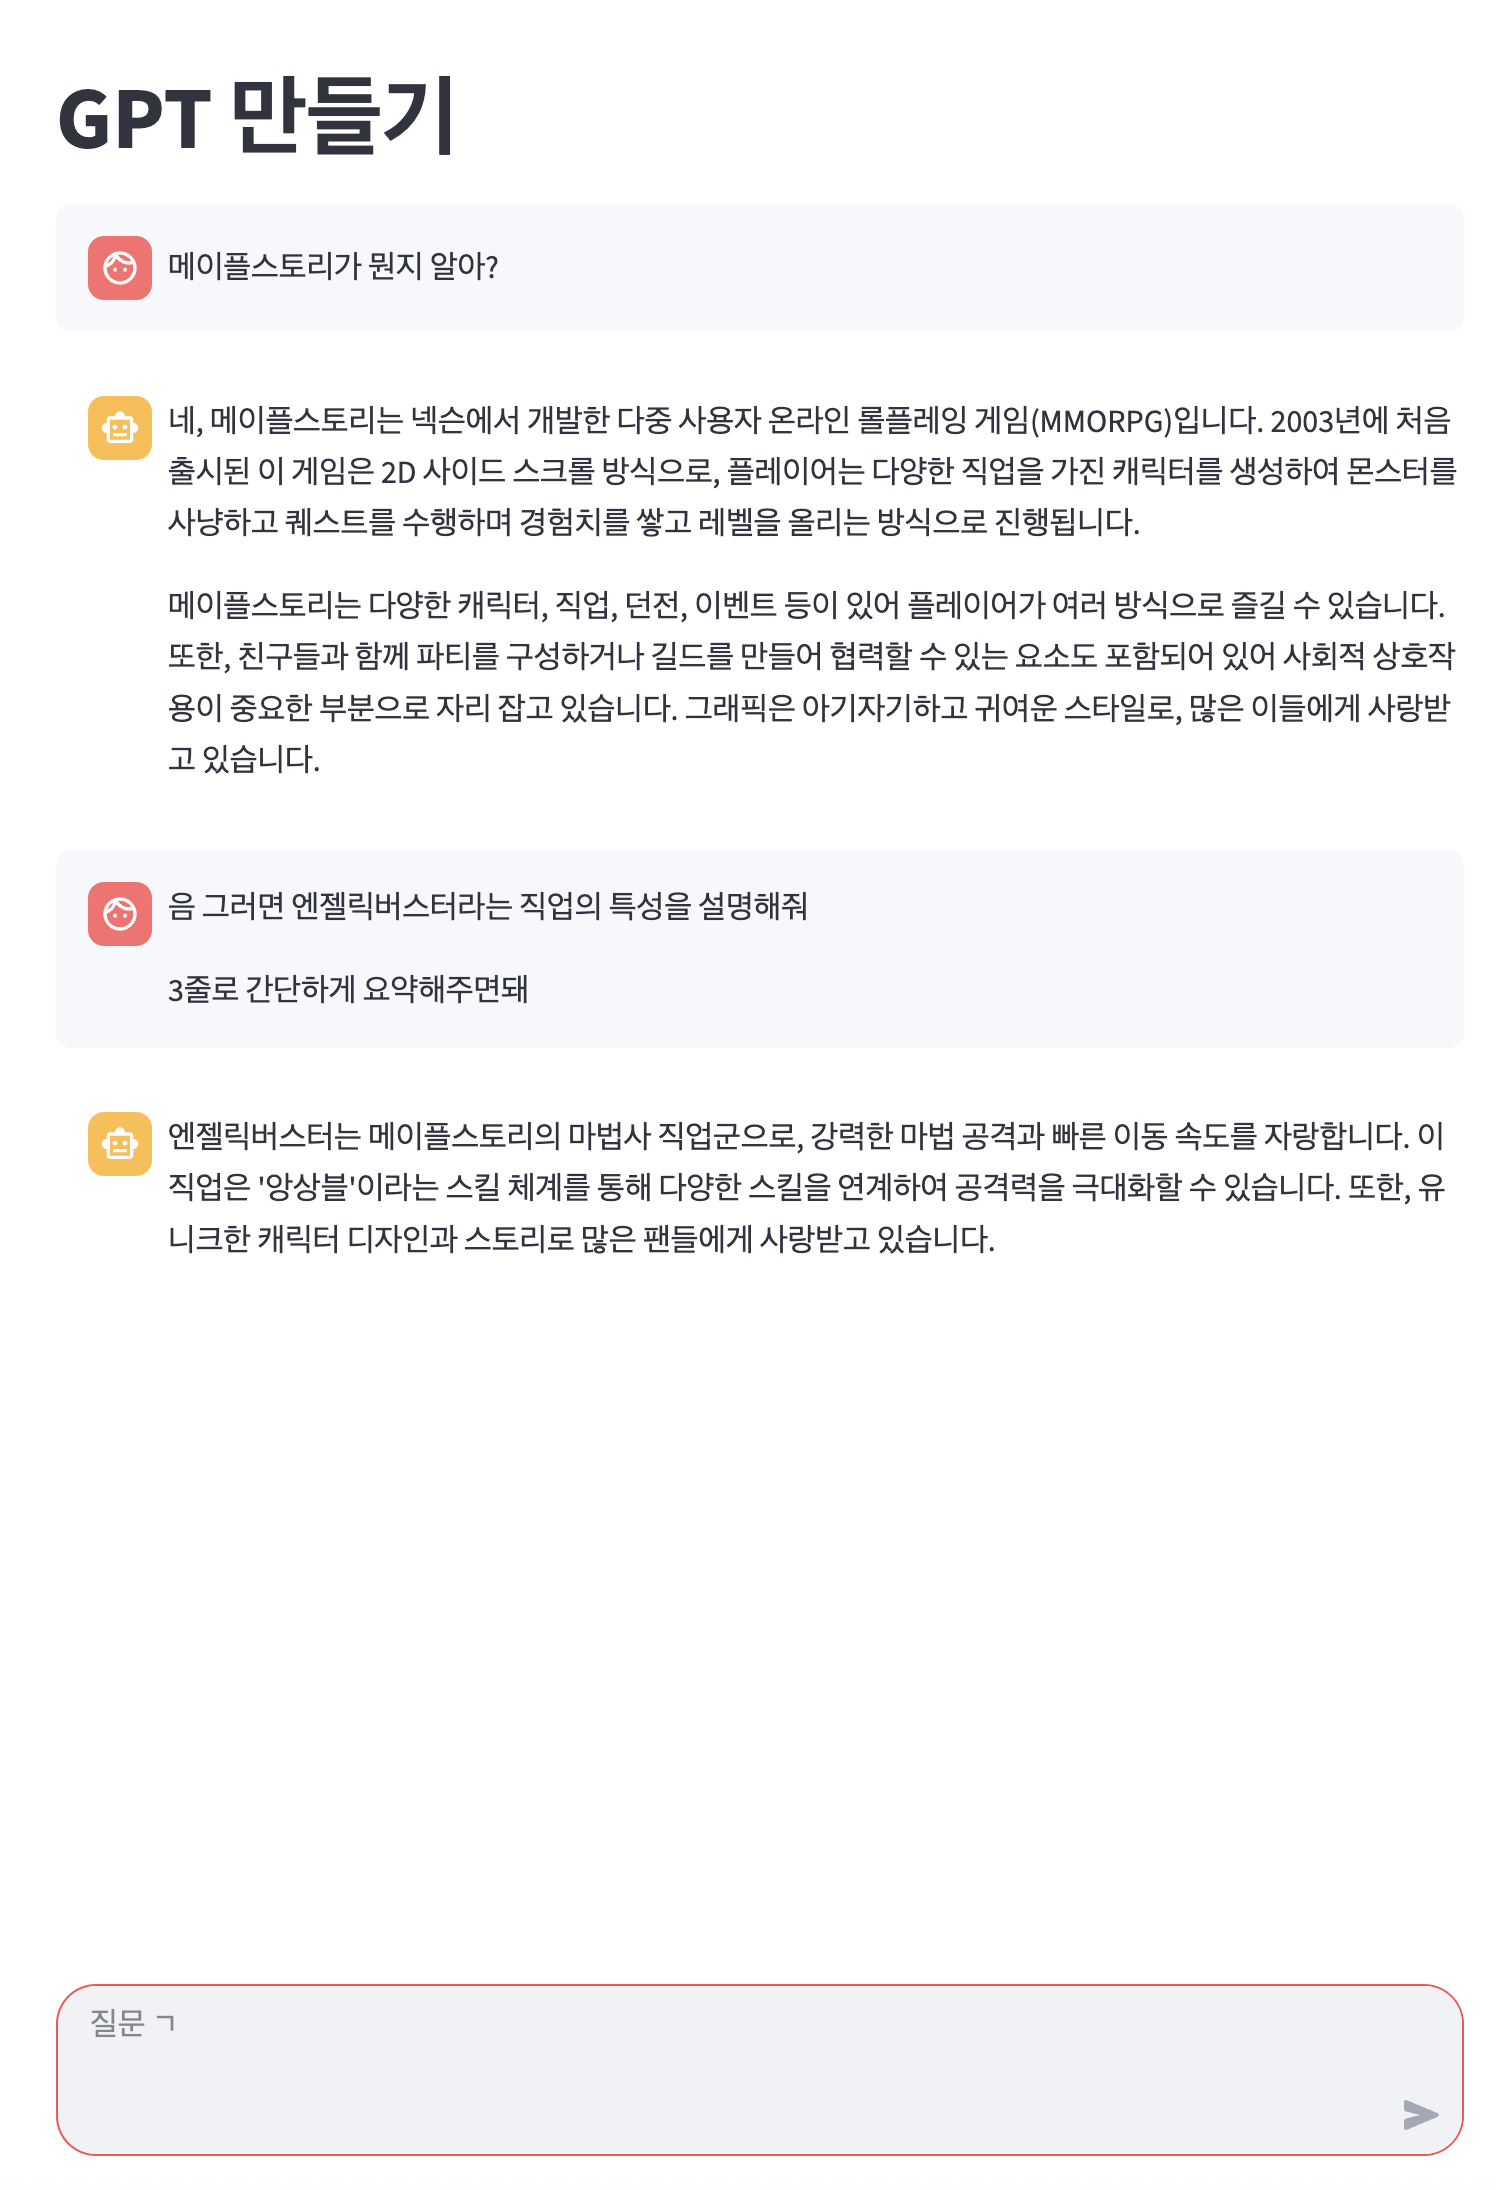 GPT 만들기
메이플스토리가 뭔지 알아?
네, 메이플스토리는 넥슨에서 개발한 다중 사용자 온라인 롤플레잉 게임(MMORPG)입니다. 2003년에 처음
출시된 이 게임은 2D 사이드 스크롤 방식으로, 플레이어는 다양한 직업을 가진 캐릭터를 생성하여 몬스터를
사냥하고 퀘스트를 수행하며 경험치를 쌓고 레벨을 올리는 방식으로 진행됩니다.
메이플스토리는 다양한 캐릭터, 직업, 던전, 이벤트 등이 있어 플레이어가 여러 방식으로 즐길 수 있습니다.
또한, 친구들과 함께 파티를 구성하거나 길드를 만들어 협력할 수 있는 요소도 포함되어 있어 사회적 상호작
용이 중요한 부분으로 자리 잡고 있습니다. 그래픽은 아기자기하고 귀여운 스타일로, 많은 이들에게 사랑받
고 있습니다.
음 그러면 엔젤릭버스터라는 직업의 특성을 설명해줘
3줄로 간단하게 요약해주면돼
엔젤릭버스터는 메이플스토리의 마법사 직업군으로, 강력한 마법 공격과 빠른 이동 속도를 자랑합니다. 이
직업은 '앙상블'이라는 스킬 체계를 통해 다양한 스킬을 연계하여 공격력을 극대화할 수 있습니다. 또한, 유
니크한 캐릭터 디자인과 스토리로 많은 팬들에게 사랑받고 있습니다.
질문 ㄱ